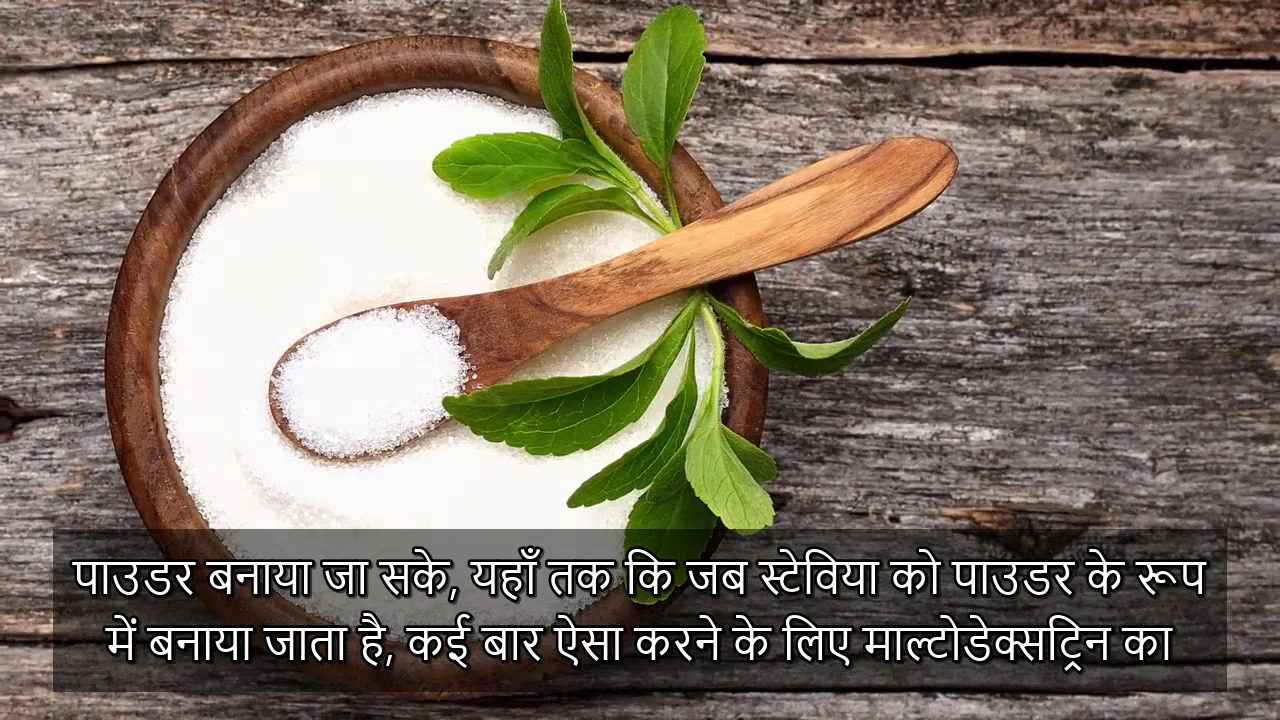 पाउडर बनाया जा सके, यहाँ तक कि जब स्टेविया को पाउडर के रूप
में बनाया जाता है, कई बार ऐसा करने के लिए माल्टोडेक्सट्रिन का